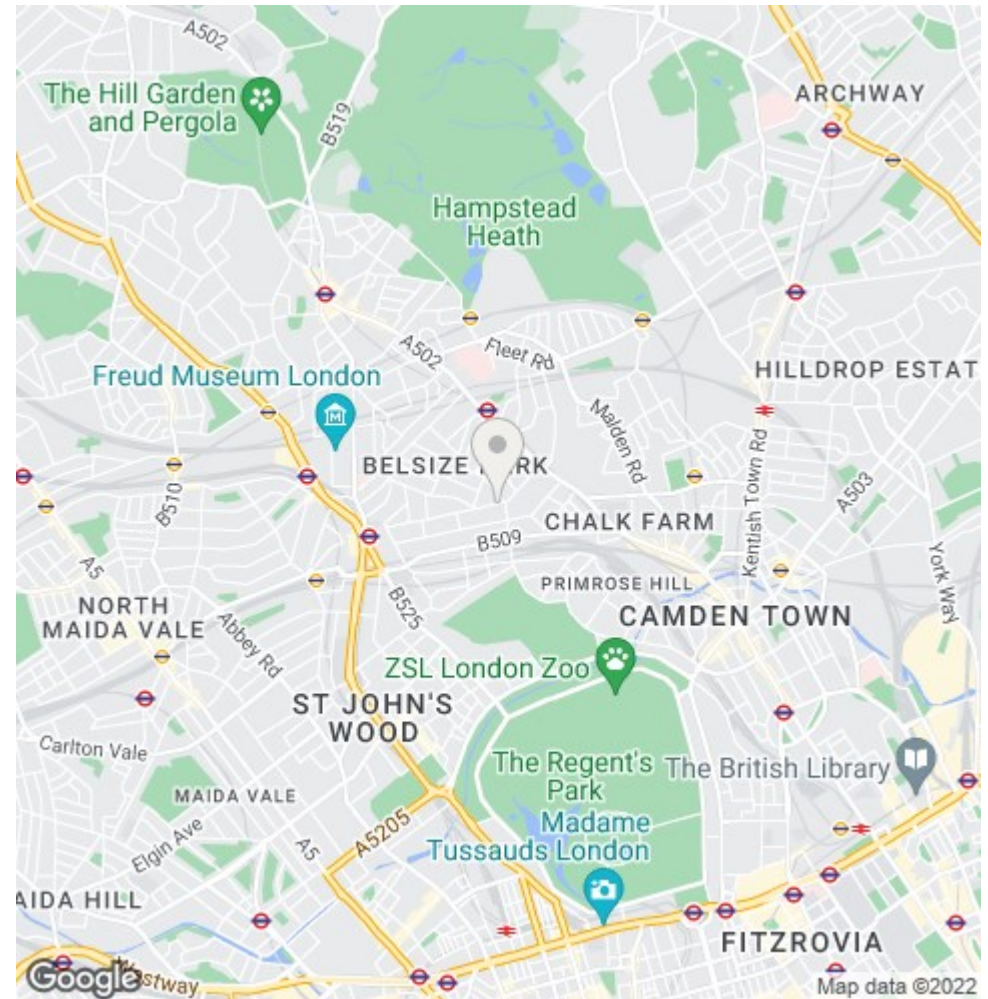 A502
The Hill Garden
and Pergola
B519
ARCHWAY
Hampstead
Heath
A502
Fleet Rd
Freud Museum London
HILLDROP ESTAT
Malden Rd
BELSIZE PARK
B510
Kentish Town Rd
A503
CHALK FARM
B509
A5
PRIMROSE HILL
York Way
NORTH
MAIDA VALE
Abbey Rd
B525
CAMDEN TOWN
ZSL London Zoo
ST JOHN'S
WOOD
Carlton Vale
The Regent's
Park
The British Library
MAIDA VALE
Madame
Tussauds London
Elgin Ave
A5
A5205
AIDA HILL
FITZROVIA
Westway
Google
Map data ©2022